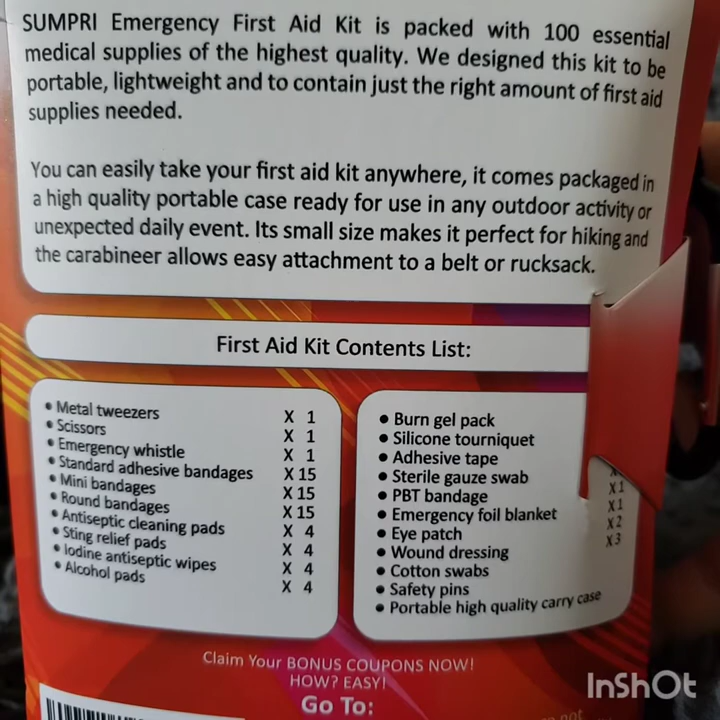 SUMPRI Emergency First Aid Kit is packed with 100 essential
medical supplies of the highest quality. We designed this kit to be
portable, lightweight and to contain just the right amount of first aid
supplies needed.
You can easily take your first aid kit anywhere, it comes packaged in
a high quality portable case ready for use in any outdoor activity or
unexpected daily event. Its small size makes it perfect for hiking and
the carabineer allows easy attachment to a belt or rucksack.
First Aid Kit Contents List:
• Metal tweezers X 1
• Scissors X 1
• Emergency whistle X 1
• Standard adhesive bandages X 15
• Mini bandages X 15
• Round bandages X 15
• Antiseptic cleaning pads X 4
• Sting relief pads X 4
• Iodine antiseptic wipes X 4
• Alcohol pads X 4
• Burn gel pack
• Silicone tourniquet
• Adhesive tape
• Sterile gauze swab
• PBT bandage X 1
• Emergency foil blanket X 1
• Eye patch X 2
• Wound dressing X 3
• Cotton swabs
• Safety pins
• Portable high quality carry case
Claim Your BONUS COUPONS NOW!
HOW? EASY!
Go To:
InShOt